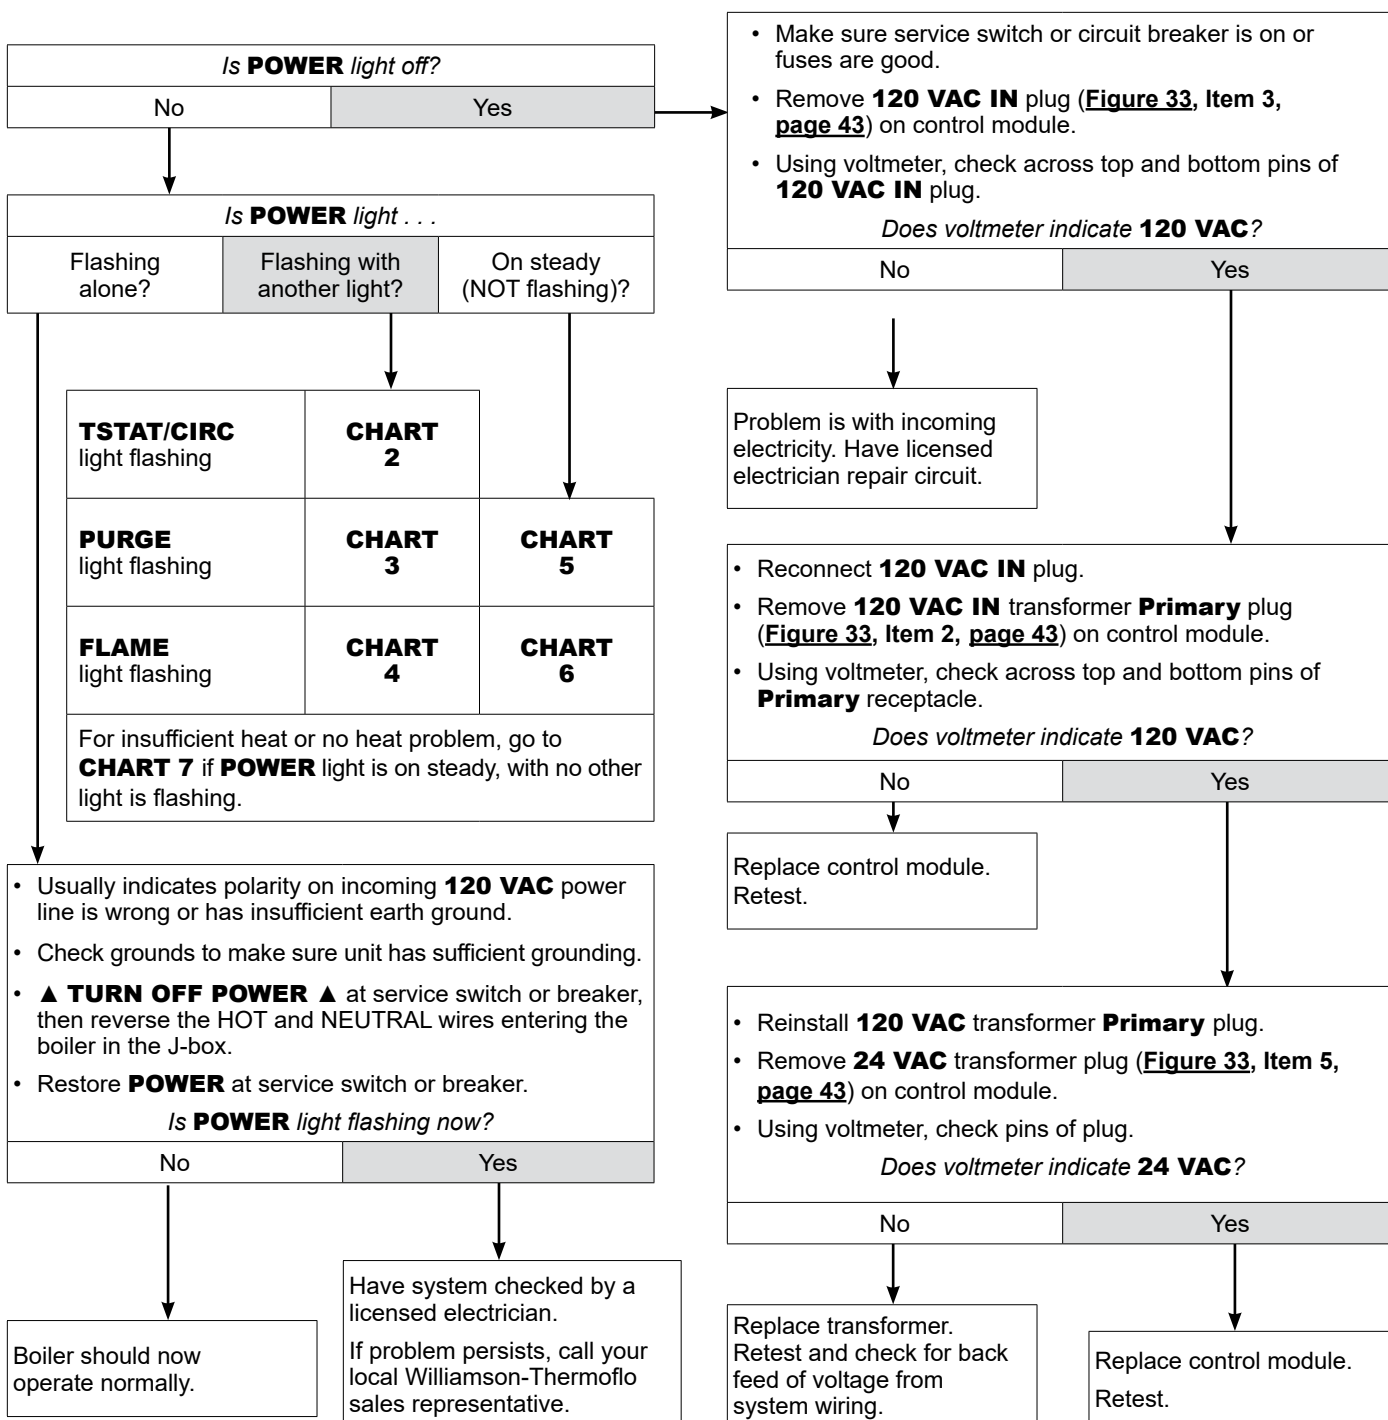 Is POWER light off?
No
Yes
Is POWER light . . .
Flashing
alone?
Flashing with
another light?
On steady
(NOT flashing)?
TSTAT/CIRC
light flashing
CHART
2
PURGE
light flashing
CHART
3
CHART
5
FLAME
light flashing
CHART
4
CHART
6
For insufficient heat or no heat problem, go to
CHART 7 if POWER light is on steady, with no other
light is flashing.
• Usually indicates polarity on incoming 120 VAC power
line is wrong or has insufficient earth ground.
• Check grounds to make sure unit has sufficient grounding.
• ▲ TURN OFF POWER ▲ at service switch or breaker,
then reverse the HOT and NEUTRAL wires entering the
boiler in the J-box.
• Restore POWER at service switch or breaker.
Is POWER light flashing now?
No
Yes
Boiler should now
operate normally.
Have system checked by a
licensed electrician.
If problem persists, call your
local Williamson-Thermoflo
sales representative.
• Make sure service switch or circuit breaker is on or
fuses are good.
• Remove 120 VAC IN plug (Figure 33, Item 3,
page 43) on control module.
• Using voltmeter, check across top and bottom pins of
120 VAC IN plug.
Does voltmeter indicate 120 VAC?
No
Yes
Problem is with incoming
electricity. Have licensed
electrician repair circuit.
• Reconnect 120 VAC IN plug.
• Remove 120 VAC IN transformer Primary plug
(Figure 33, Item 2, page 43) on control module.
• Using voltmeter, check across top and bottom pins of
Primary receptacle.
Does voltmeter indicate 120 VAC?
No
Yes
Replace control module.
Retest.
• Reinstall 120 VAC transformer Primary plug.
• Remove 24 VAC transformer plug (Figure 33, Item 5,
page 43) on control module.
• Using voltmeter, check pins of plug.
Does voltmeter indicate 24 VAC?
No
Yes
Replace transformer.
Retest and check for back
feed of voltage from
system wiring.
Replace control module.
Retest.